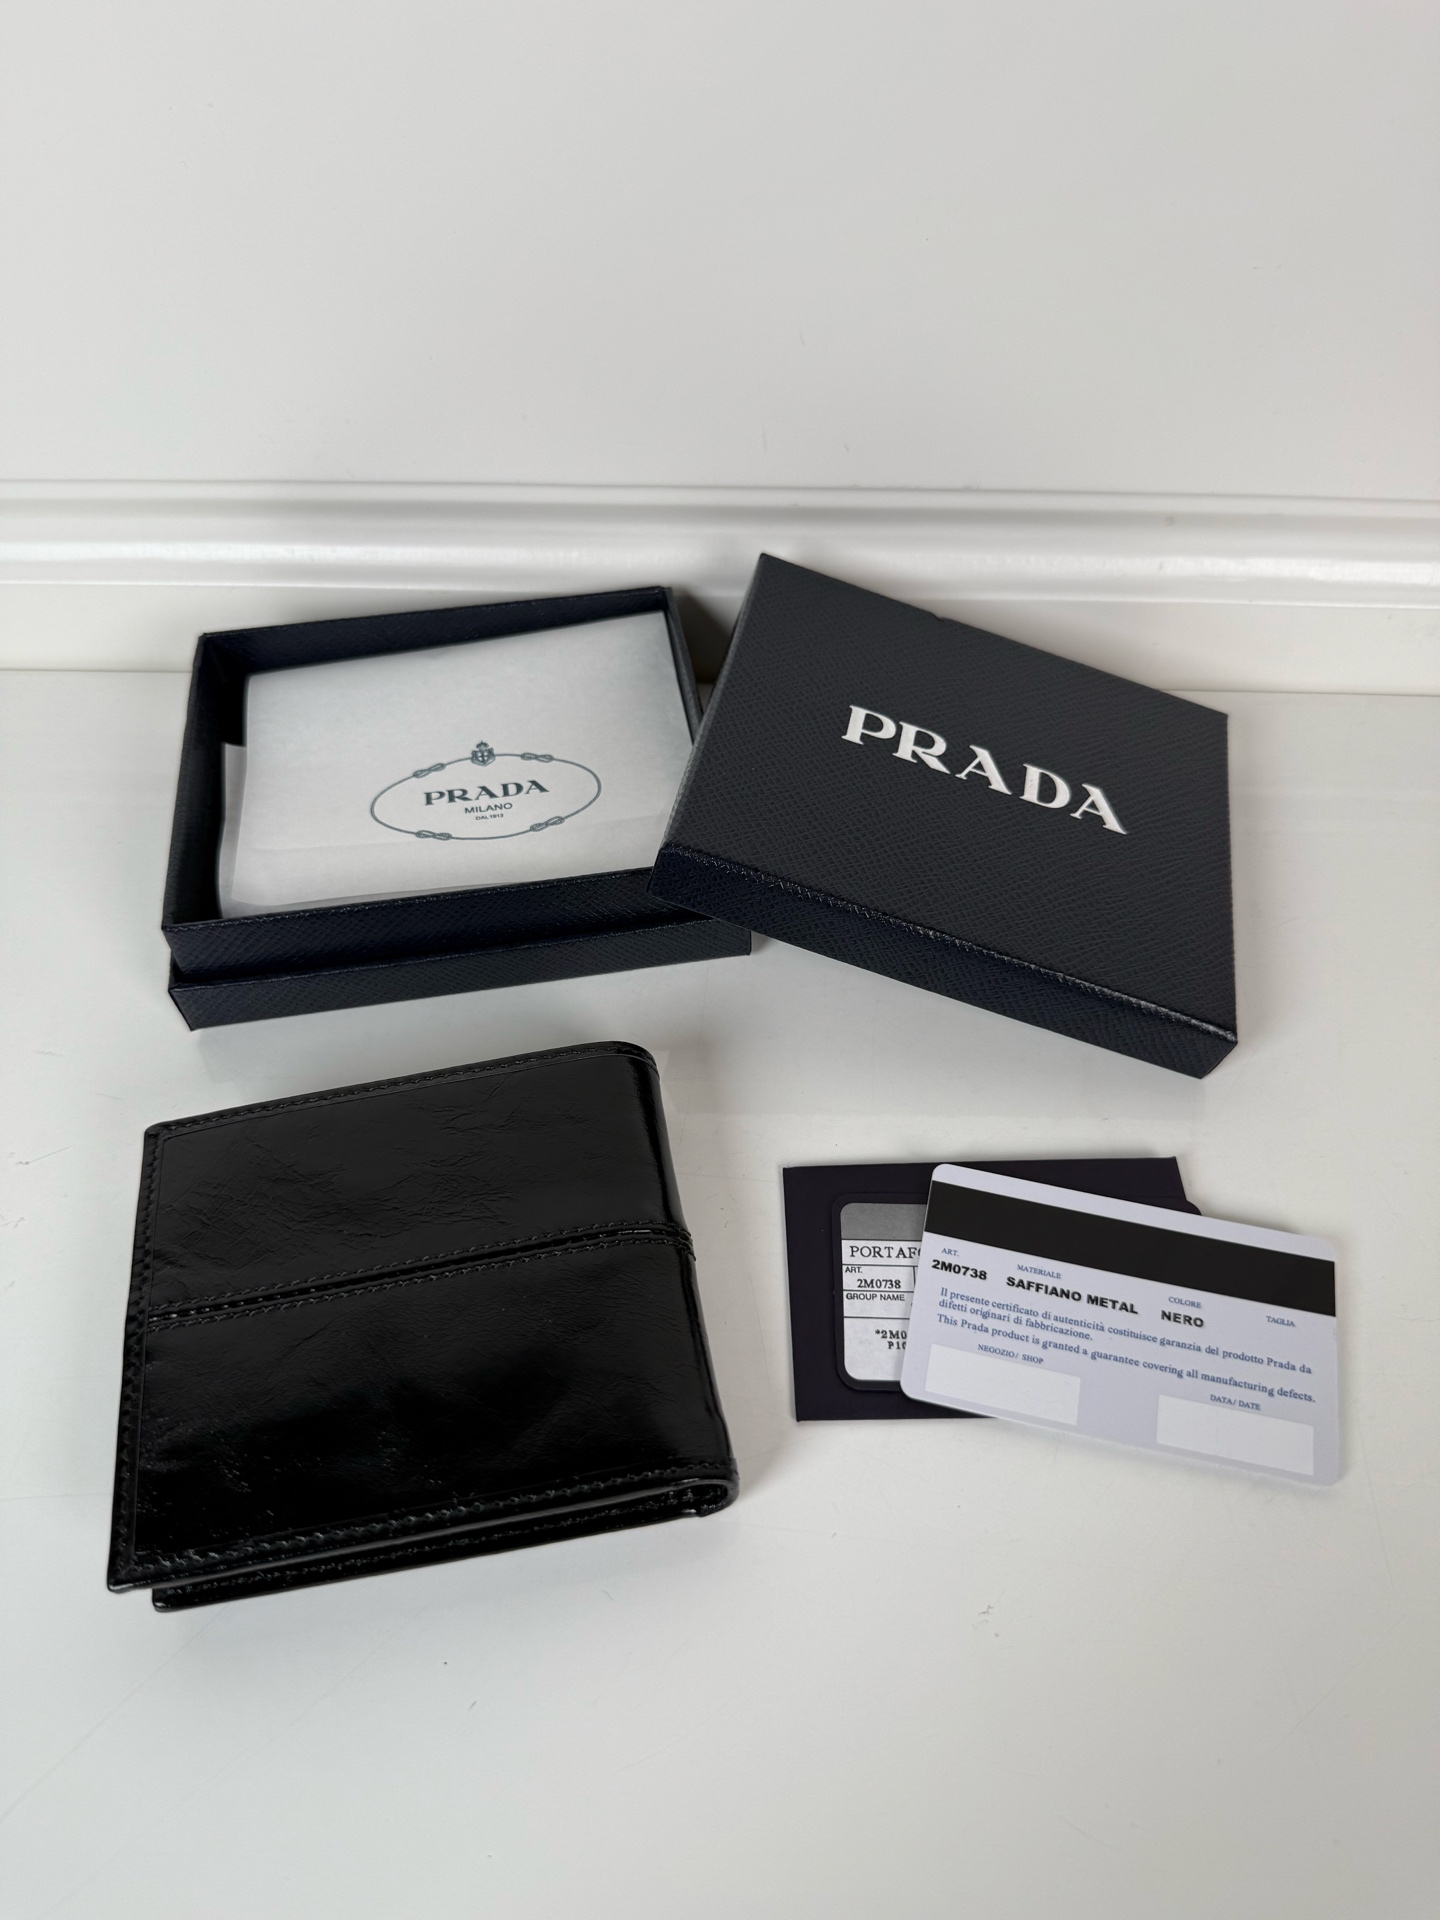 PRADA
MILANO
DAL 1913
PRADA
PORTAFO
ART.
2M0738
GROUP NAME
*2M0
P10
ART.
2M0738
MATERIALE
SAFFIANO METAL
COLORE
NERO
TAGLIA
Il presente certificato di autenticità costituisce garanzia del prodotto Prada da
difetti originari di fabbricazione.
This Prada product is granted a guarantee covering all manufacturing defects.
NEGOZIO/ SHOP
DATA/ DATE